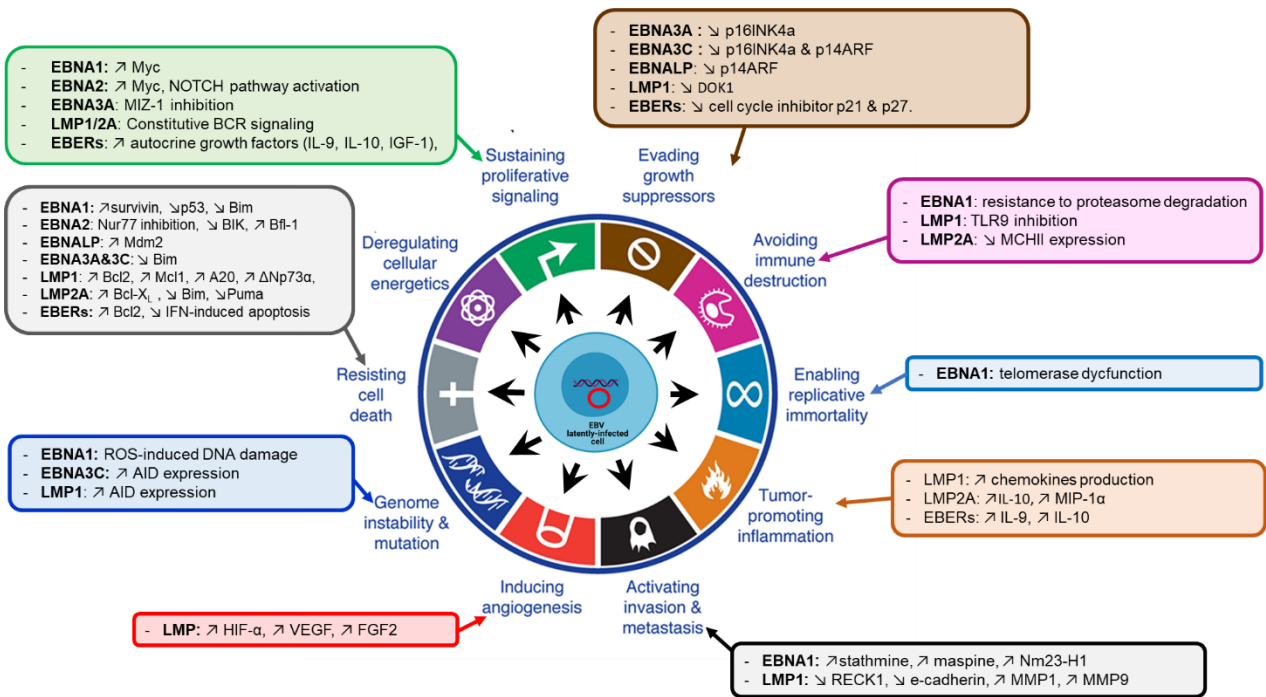 - EBNA1: ↗ Myc
- EBNA2: ↗ Myc, NOTCH pathway activation
- EBNA3A: MIZ-1 inhibition
- LMP1/2A: Constitutive BCR signaling
- EBERs: ↗ autocrine growth factors (IL-9, IL-10, IGF-1),
- EBNA3A : ↘ p16INK4a
- EBNA3C : ↘ p16INK4a & p14ARF
- EBNALP: ↘ p14ARF
- LMP1: ↘ DOK1
- EBERs: ↘ cell cycle inhibitor p21 & p27.
Sustaining
proliferative
signaling
Evading
growth
suppressors
- EBNA1: ↗survivin, ↘p53, ↘ Bim
- EBNA2: Nur77 inhibition, ↘ BIK, ↗ Bfl-1
- EBNALP: ↗ Mdm2
- EBNA3A&3C: ↘ Bim
- LMP1: ↗ Bcl2, ↗ Mcl1, ↗ A20, ↗ ΔNp73α,
- LMP2A: ↗ Bcl-XL , ↘ Bim, ↘Puma
- EBERs: ↗ Bcl2, ↘ IFN-induced apoptosis
- EBNA1: resistance to proteasome degradation
- LMP1: TLR9 inhibition
- LMP2A: ↘ MCHII expression
Deregulating
cellular
energetics
Avoiding
immune
destruction
Resisting
cell
death
EBV
latently-infected
cell
Enabling
replicative
immortality
- EBNA1: telomerase dycfunction
- EBNA1: ROS-induced DNA damage
- EBNA3C: ↗ AID expression
- LMP1: ↗ AID expression
- LMP1: ↗ chemokines production
- LMP2A: ↗IL-10, ↗ MIP-1α
- EBERs: ↗ IL-9, ↗ IL-10
Genome
instability &
mutation
Tumor-
promoting
inflammation
Inducing
angiogenesis
Activating
invasion &
metastasis
- LMP: ↗ HIF-α, ↗ VEGF, ↗ FGF2
- EBNA1: ↗stathmine, ↗ maspine, ↗ Nm23-H1
- LMP1: ↘ RECK1, ↘ e-cadherin, ↗ MMP1, ↗ MMP9